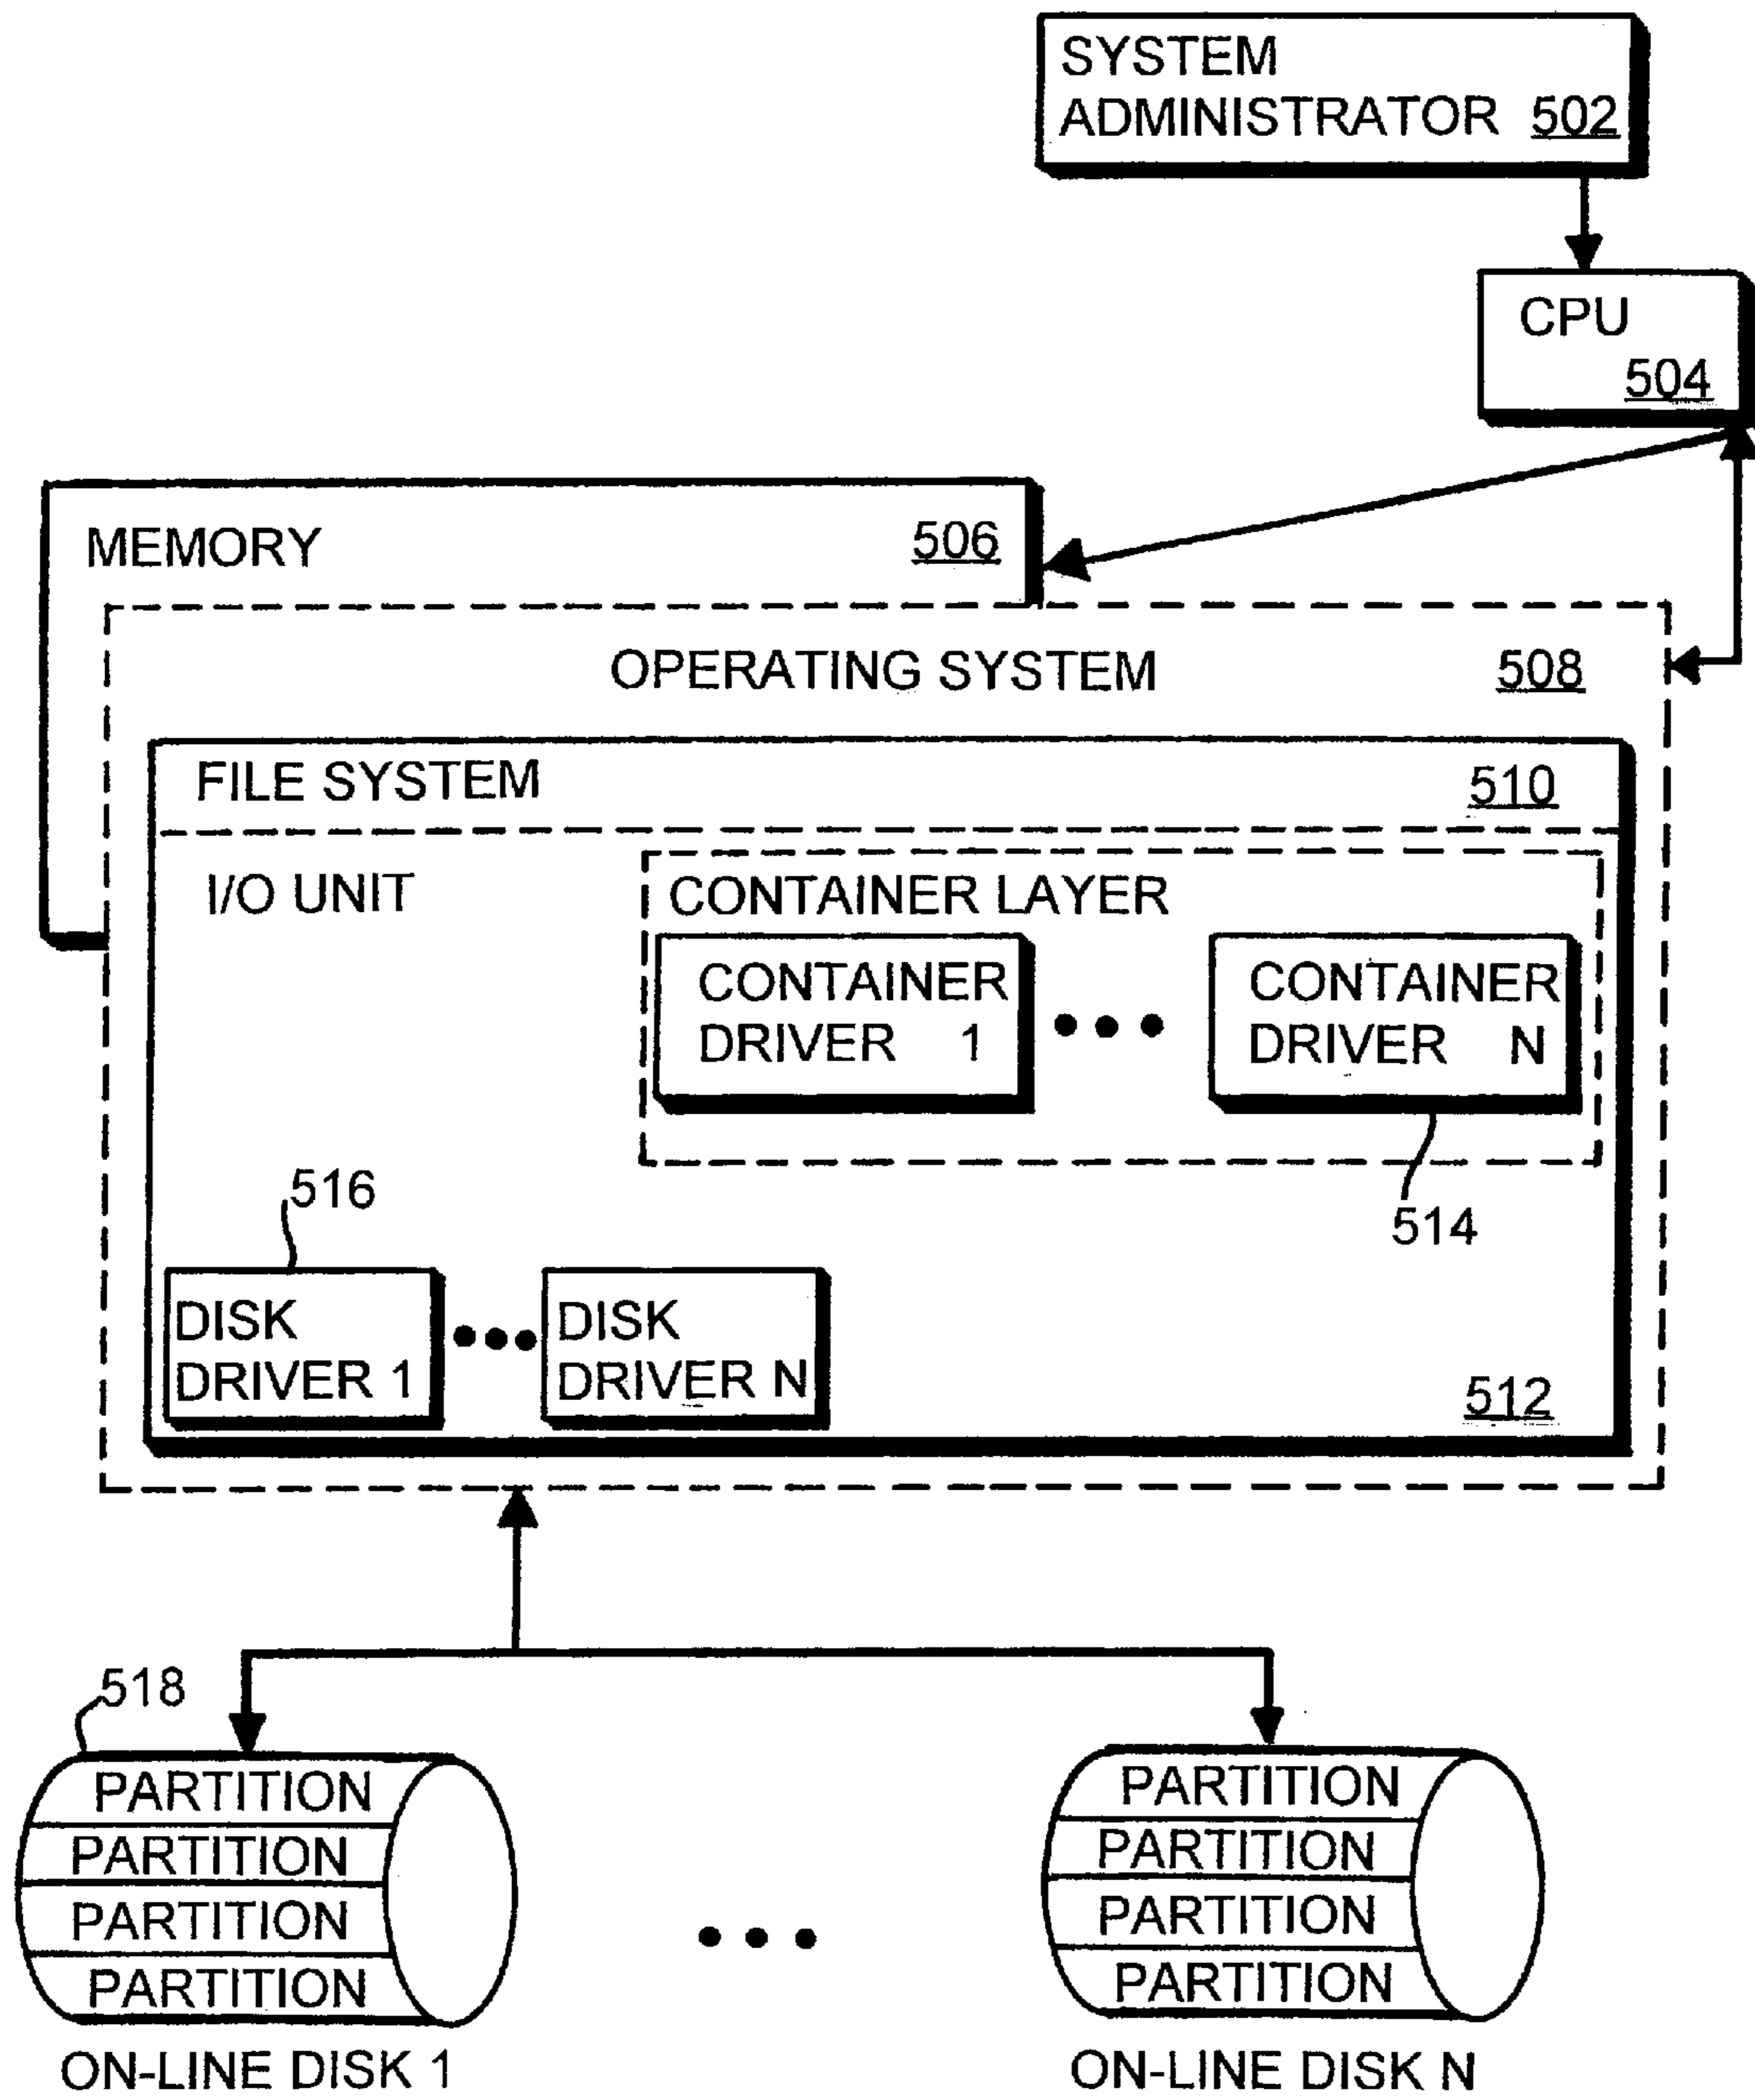 SYSTEM
ADMINISTRATOR 502
CPU
504
MEMORY 506
OPERATING SYSTEM 508
FILE SYSTEM 510
I/O UNIT
CONTAINER LAYER
CONTAINER
DRIVER 1
CONTAINER
DRIVER N
514
516
DISK
DRIVER 1
DISK
DRIVER N
512
518
PARTITION
PARTITION
PARTITION
PARTITION
ON-LINE DISK 1
PARTITION
PARTITION
PARTITION
PARTITION
ON-LINE DISK N